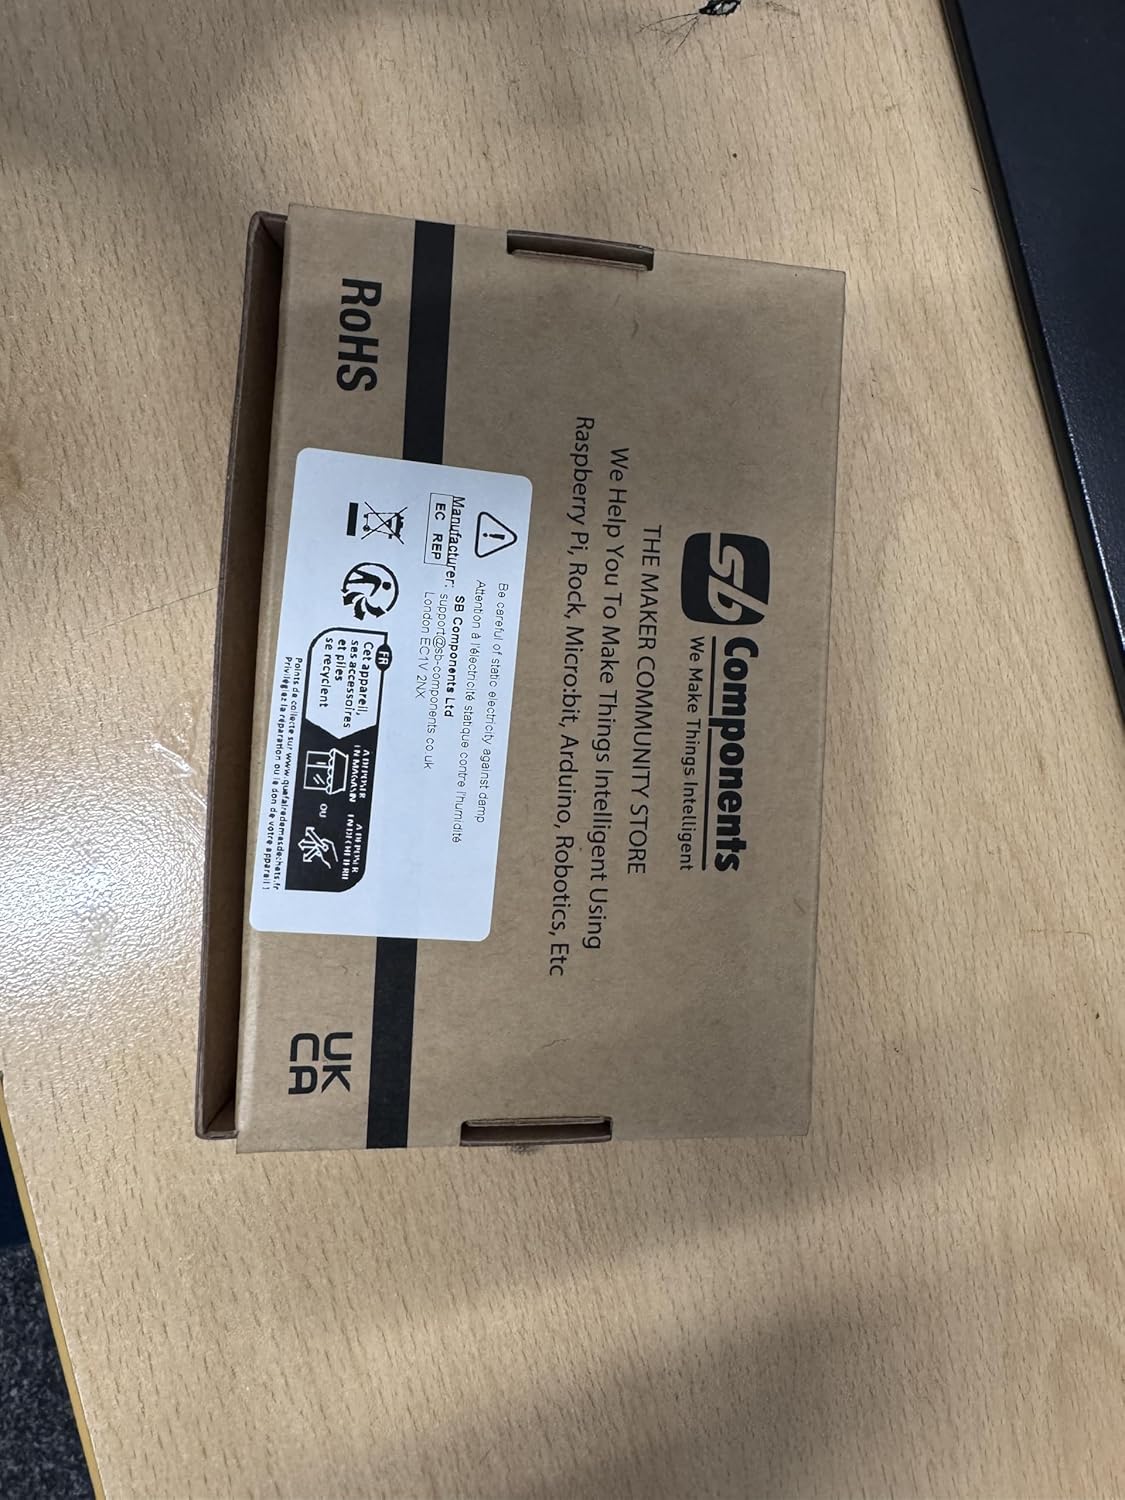 sb Components
We Make Things Intelligent
THE MAKER COMMUNITY STORE
We Help You To Make Things Intelligent Using
Raspberry Pi, Rock, Micro:bit, Arduino, Robotics, Etc
Be careful of static electricity against damp
Attention à l'électricité statique contre l'humidité
Manufacturer: SB Components Ltd
EC REP
support@sb-components.co.uk
London EC1V 2NX
FR
Cet appareil,
ses accessoires
et piles
se recyclent
À DÉPOSER
EN MAGASIN
OU
À DÉPOSER
EN DÉCHÈTERIE
Points de collecte sur www.quefairedemesdechets.fr
Privilégiez la réparation ou le don de votre appareil !
RoHS
UK
CA